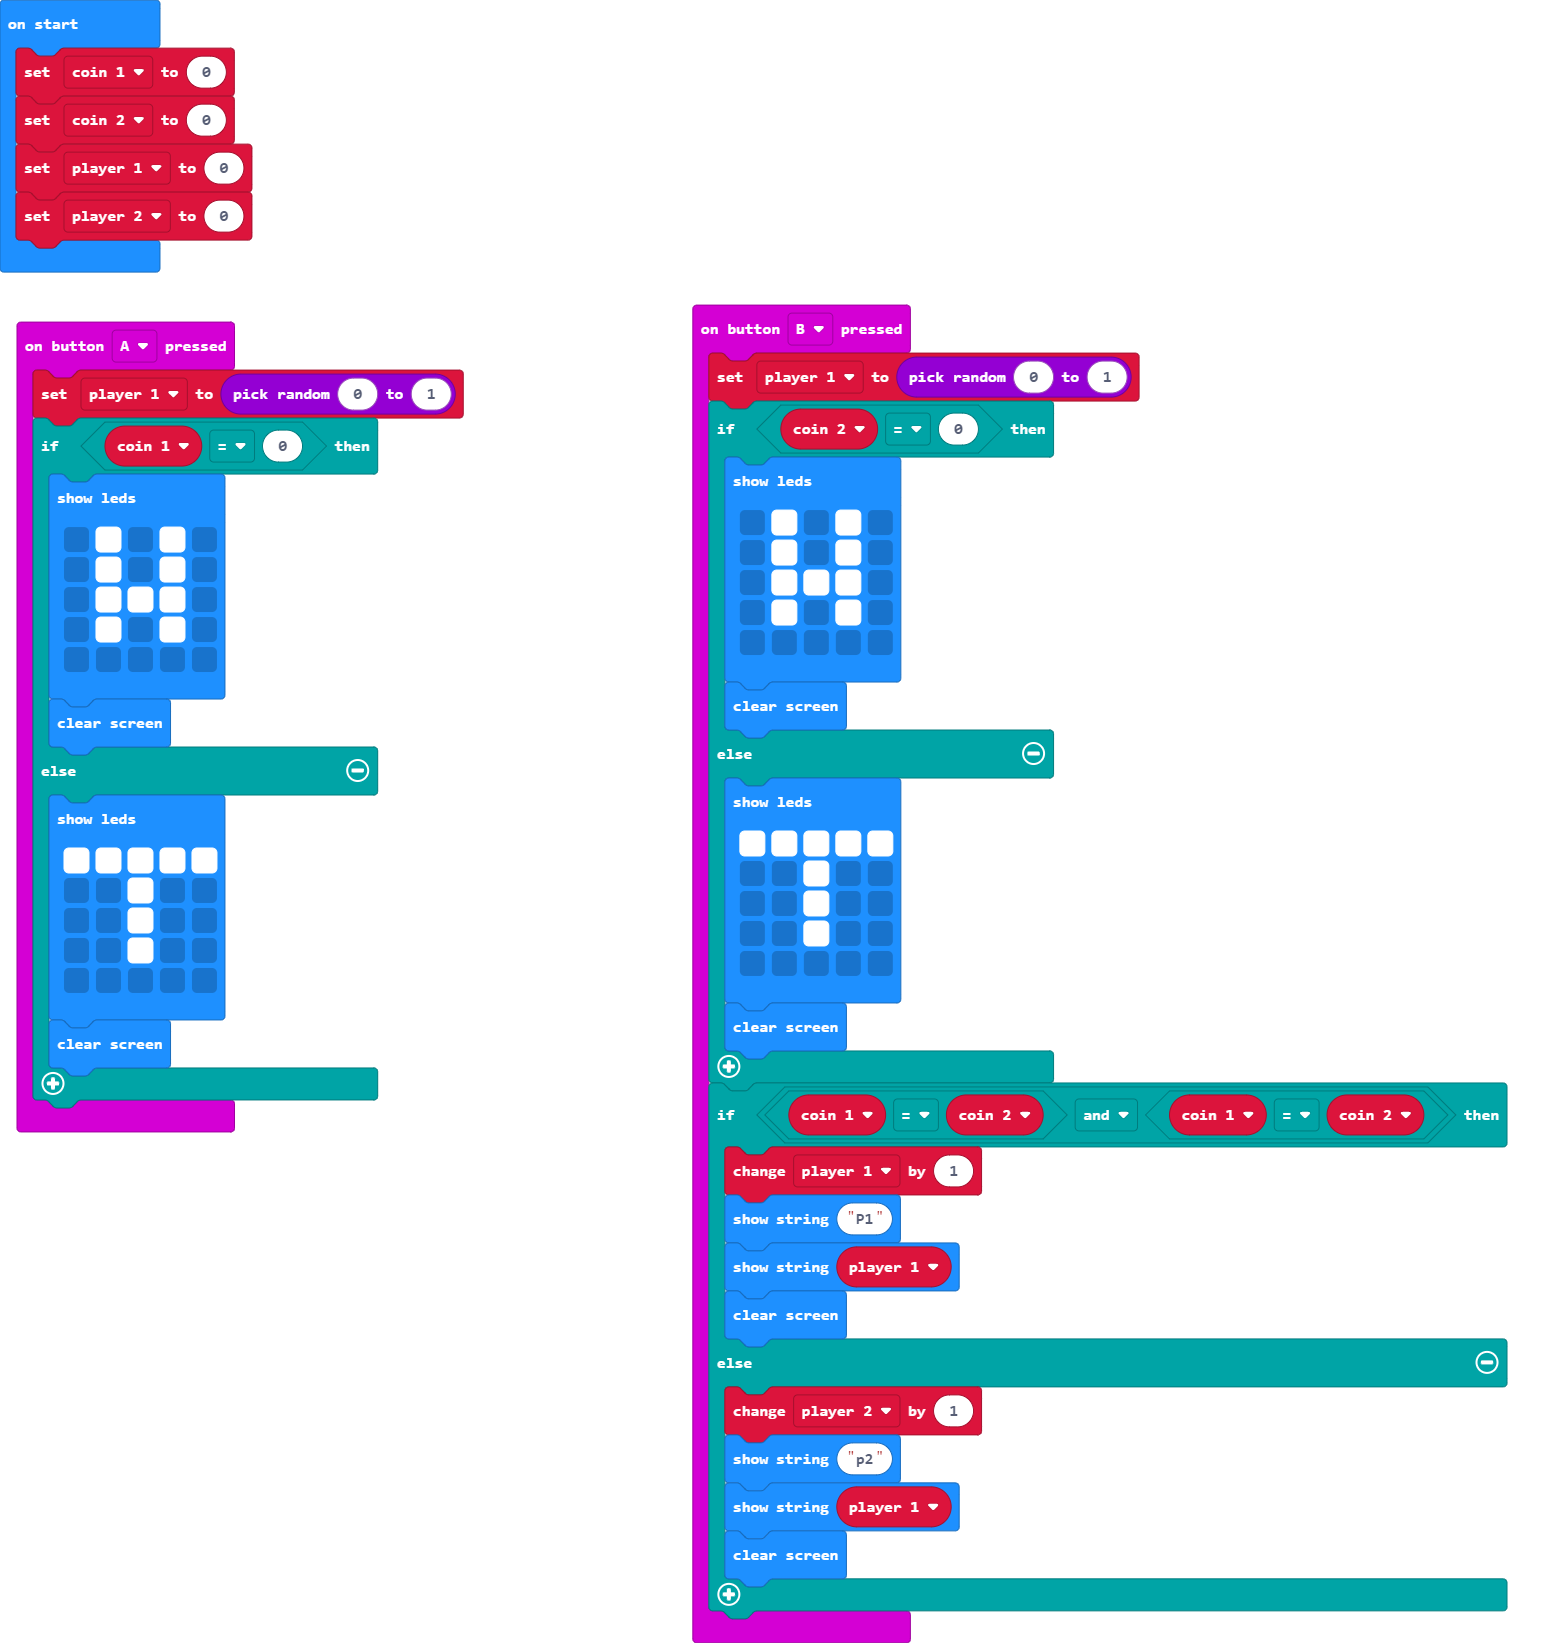 on start
set coin 1 to 0
set coin 2 to 0
set player 1 to 0
set player 2 to 0
on button A pressed
set player 1 to pick random 0 to 1
if coin 1 = 0 then
show leds
clear screen
else
show leds
clear screen
on button B pressed
set player 1 to pick random 0 to 1
if coin 2 = 0 then
show leds
clear screen
else
show leds
clear screen
if coin 1 = coin 2 and coin 1 = coin 2 then
change player 1 by 1
show string "P1"
show string player 1
clear screen
else
change player 2 by 1
show string "p2"
show string player 1
clear screen